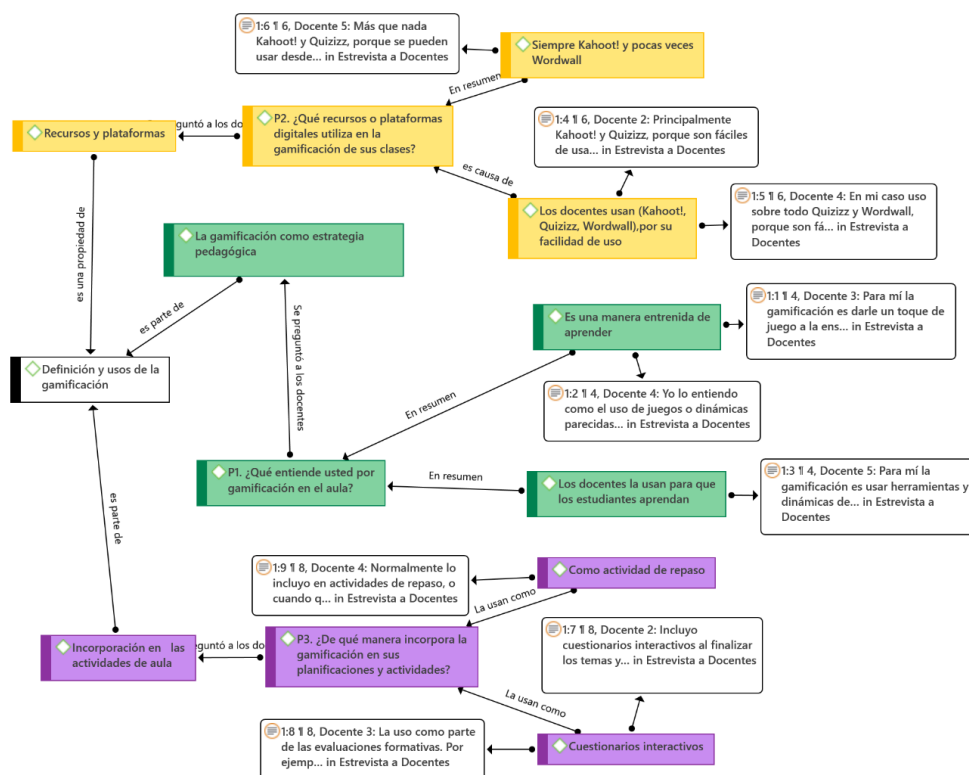 1:6 ¶ 6, Docente 5: Más que nada
Kahoot! y Quizizz, porque se pueden
usar desde... in Estrevista a Docentes
Siempre Kahoot! y pocas veces
Wordwall
En resumen
Recursos y plataformas
reguntó a los do
P2. ¿Qué recursos o plataformas
digitales utiliza en la
gamificación de sus clases?
1:4 ¶ 6, Docente 2: Principalmente
Kahoot! y Quizizz, porque son fáciles
de usa... in Estrevista a Docentes
es causa de
Los docentes usan (Kahoot!,
Quizizz, Wordwall),por su
facilidad de uso
1:5 ¶ 6, Docente 4: En mi caso uso
sobre todo Quizizz y Wordwall,
porque son fá... in Estrevista a
Docentes
es una propiedad de
La gamificación como estrategia
pedagógica
es parte de
Se preguntó a los docentes
Es una manera entrenida de
aprender
1:1 ¶ 4, Docente 3: Para mí la
gamificación es darle un toque de
juego a la ens... in Estrevista a
Docentes
Definición y usos de la
gamificación
1:2 ¶ 4, Docente 4: Yo lo entiendo
como el uso de juegos o dinámicas
parecidas... in Estrevista a
Docentes
En resumen
P1. ¿Qué entiende usted por
gamificación en el aula?
En resumen
Los docentes la usan para que
los estudiantes aprendan
1:3 ¶ 4, Docente 5: Para mí la
gamificación es usar herramientas y
dinámicas de... in Estrevista a
Docentes
es parte de
1:9 ¶ 8, Docente 4: Normalmente lo
incluyo en actividades de repaso, o
cuando q... in Estrevista a Docentes
Como actividad de repaso
La usan como
Incorporación en las
actividades de aula
guntó a los do
P3. ¿De qué manera incorpora la
gamificación en sus
planificaciones y actividades?
1:7 ¶ 8, Docente 2: Incluyo
cuestionarios interactivos al finalizar
los temas y... in Estrevista a
Docentes
La usan como
1:8 ¶ 8, Docente 3: La uso como parte
de las evaluaciones formativas. Por
ejemp... in Estrevista a Docentes
Cuestionarios interactivos